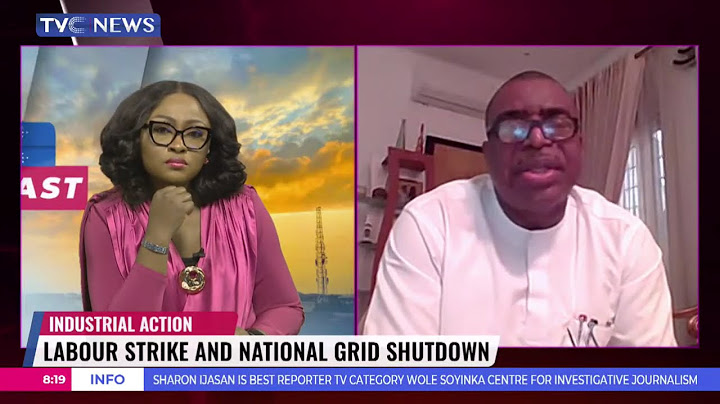 TVC NEWS
AST
INDUSTRIAL ACTION
LABOUR STRIKE AND NATIONAL GRID SHUTDOWN
8:19 INFO SHARON IJASAN IS BEST REPORTER TV CATEGORY WOLE SOYINKA CENTRE FOR INVESTIGATIVE JOURNALISM